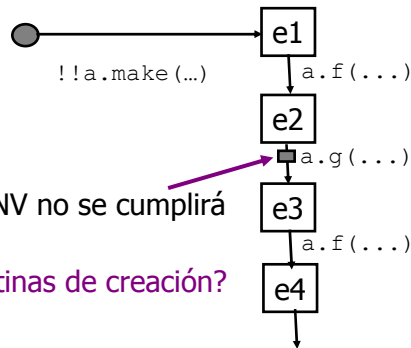 e1
!!a.make(…)
a.f(...)
e2
a.g(...)
NV no se cumplirá
e3
a.f(...)
tinas de creación?
e4